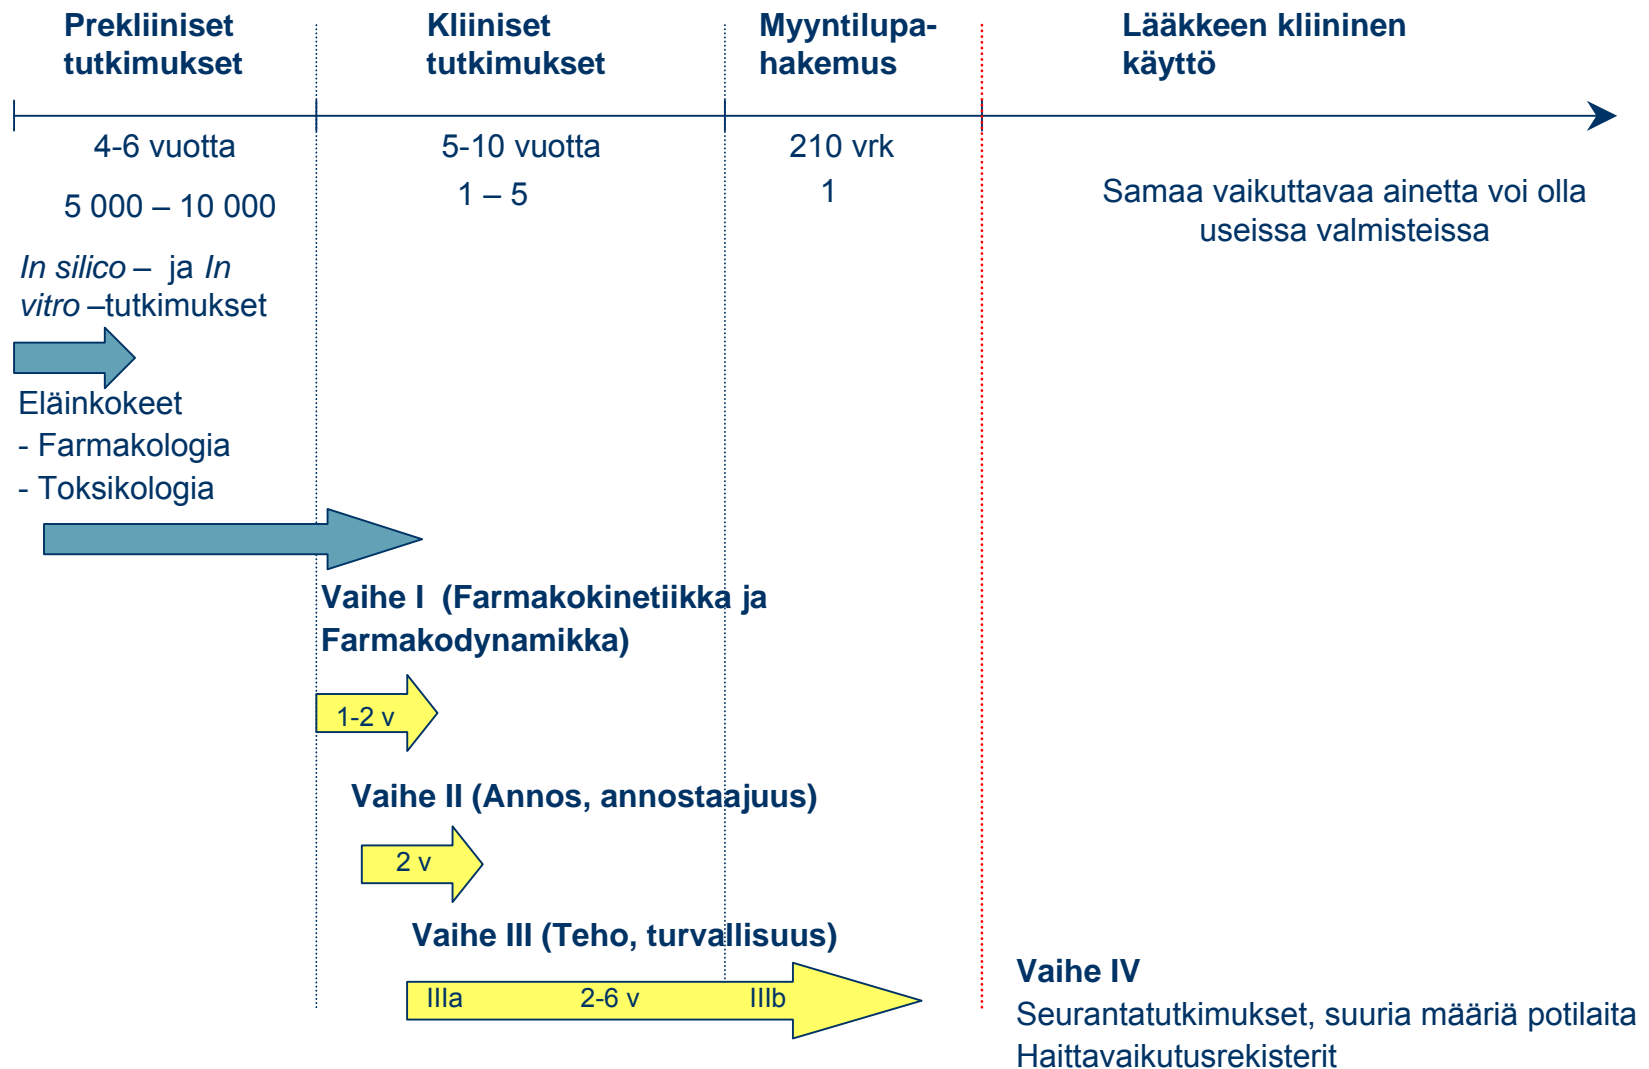 Prekliiniset
tutkimukset
Kliiniset
tutkimukset
Myyntilupa-
hakemus
Lääkkeen kliininen
käyttö
4-6 vuotta
5-10 vuotta
210 vrk
5 000 – 10 000
1 – 5
1
Samaa vaikuttavaa ainetta voi olla
useissa valmisteissa
In silico – ja In
vitro –tutkimukset
Eläinkokeet
- Farmakologia
- Toksikologia
Vaihe I (Farmakokinetiikka ja
Farmakodynamikka)
1-2 v
Vaihe II (Annos, annostaajuus)
2 v
Vaihe III (Teho, turvallisuus)
IIIa 2-6 v IIIb
Vaihe IV
Seurantatutkimukset, suuria määriä potilaita
Haittavaikutusrekisterit